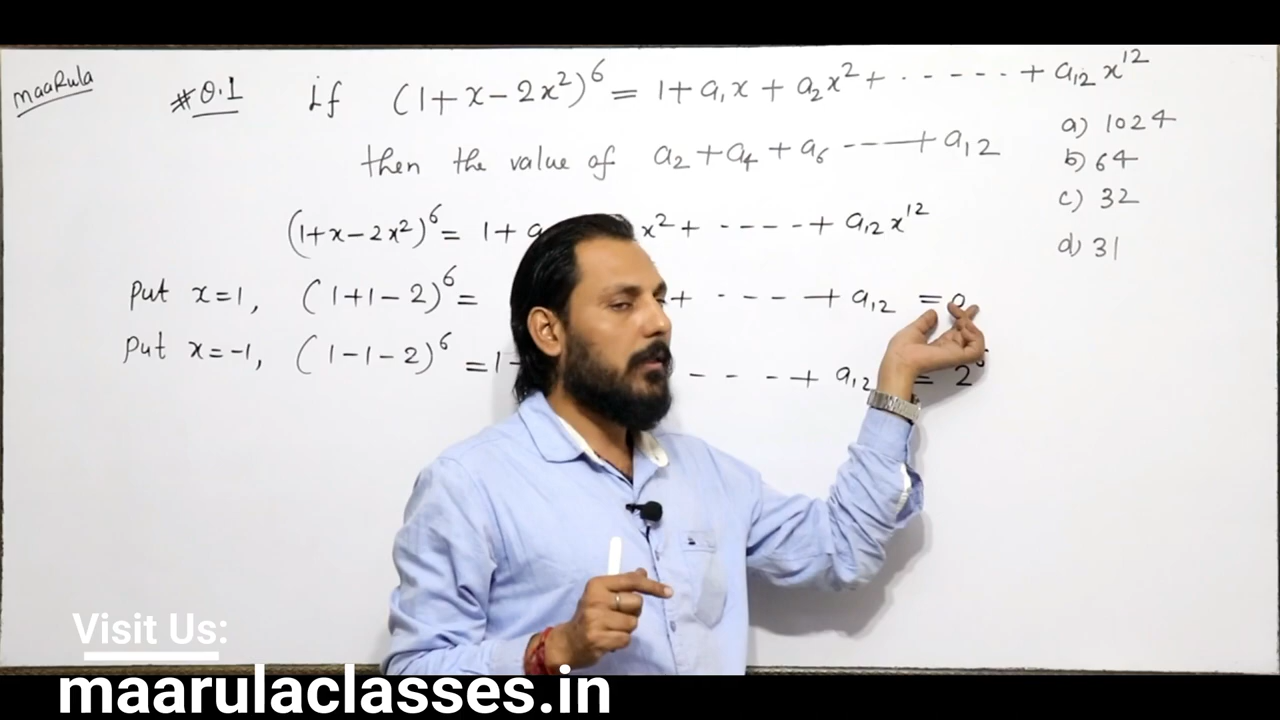 maaRula
#Q.1 If (1+x-2x²)⁶ = 1+a₁x+a₂x²+······+a₁₂x¹²
then the value of a₂+a₄+a₆ ----+a₁₂
a) 1024
b) 64
c) 32
d) 31
(1+x-2x²)⁶ = 1+a x²+ ----+ a₁₂x¹²
Put x=1, (1+1-2)⁶ = + ---+ a₁₂ =
Put x=-1, (1-1-2)⁶ =1- ---+ a₁₂ = 2
Visit Us:
maarulaclasses.in